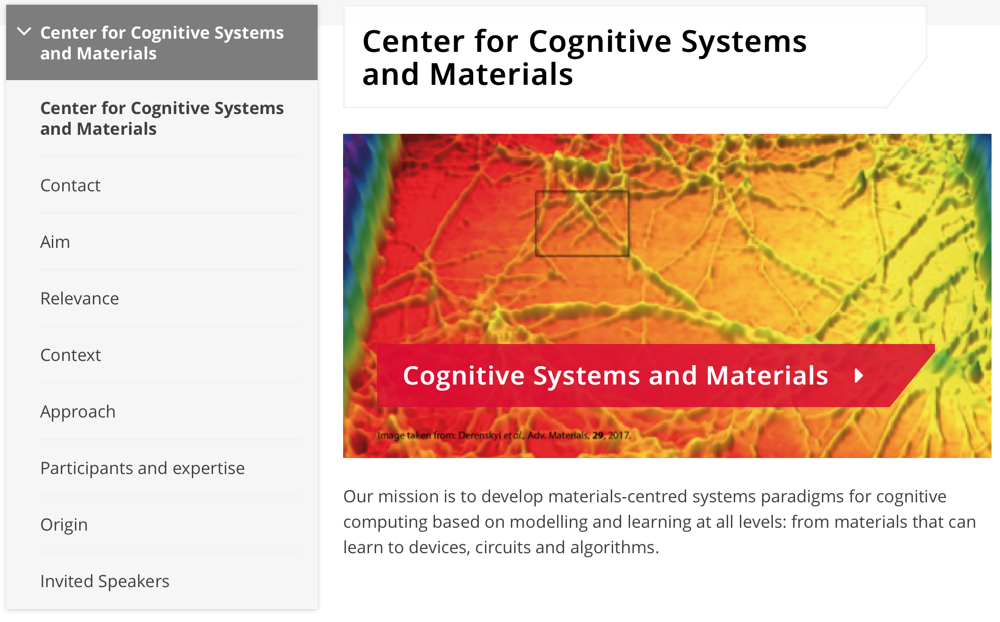 Center for Cognitive Systems
and Materials
Center for Cognitive Systems
and Materials
Contact
Aim
Relevance
Context
Approach
Participants and expertise
Origin
Invited Speakers
Center for Cognitive Systems
and Materials
Cognitive Systems and Materials
Image taken from: Derenskyi et al., Adv. Materials, 29, 2017.
Our mission is to develop materials-centred systems paradigms for cognitive
computing based on modelling and learning at all levels: from materials that can
learn to devices, circuits and algorithms.